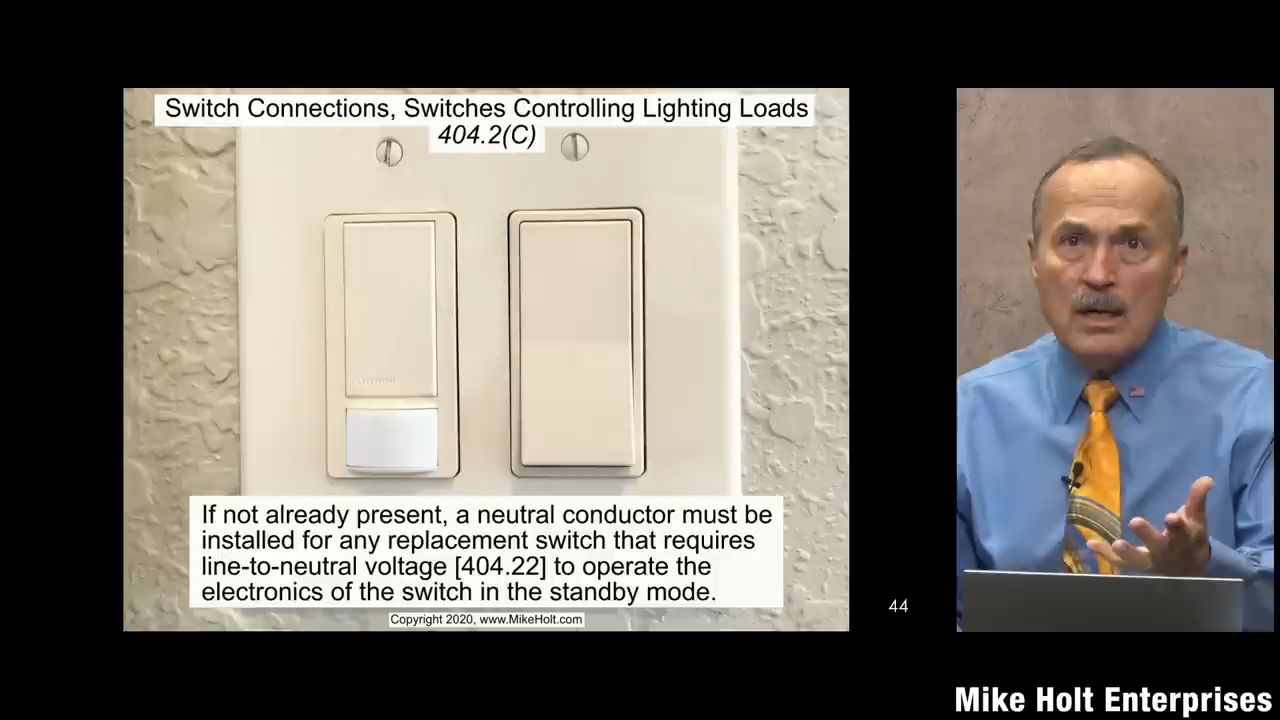 Switch Connections, Switches Controlling Lighting Loads
404.2(C)
If not already present, a neutral conductor must be
installed for any replacement switch that requires
line-to-neutral voltage [404.22] to operate the
electronics of the switch in the standby mode.
Copyright 2020, www.MikeHolt.com
44
Mike Holt Enterprises